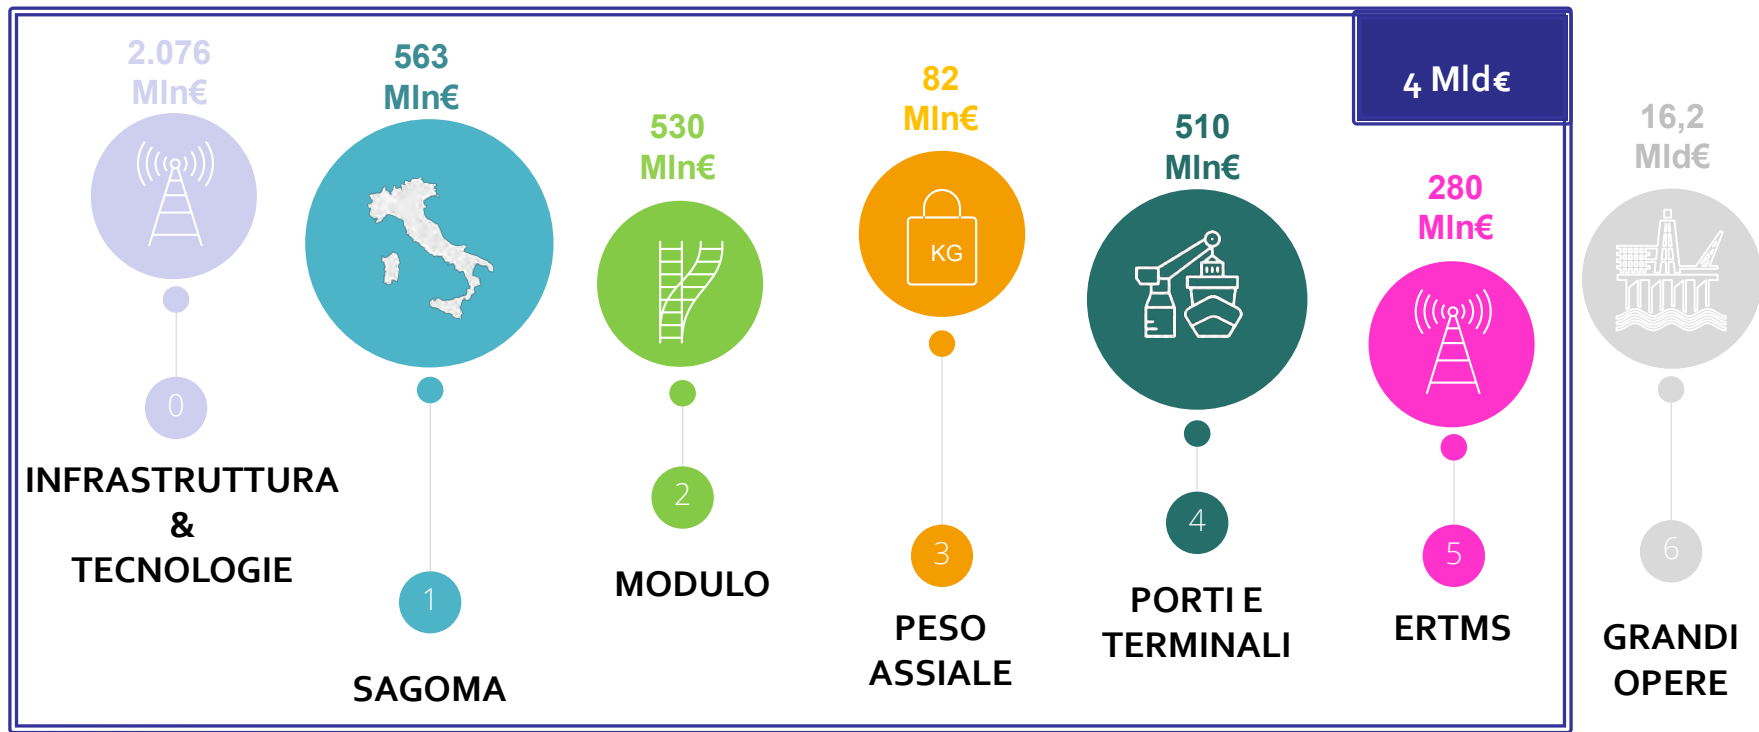 2.076
Mln€
0
INFRASTRUTTURA
&
TECNOLOGIE
563
Mln€
1
SAGOMA
530
Mln€
2
MODULO
82
Mln€
KG
3
PESO
ASSIALE
510
Mln€
4
PORTI E
TERMINALI
280
Mln€
5
ERTMS
4 Mld€
16,2
Mld€
6
GRANDI
OPERE